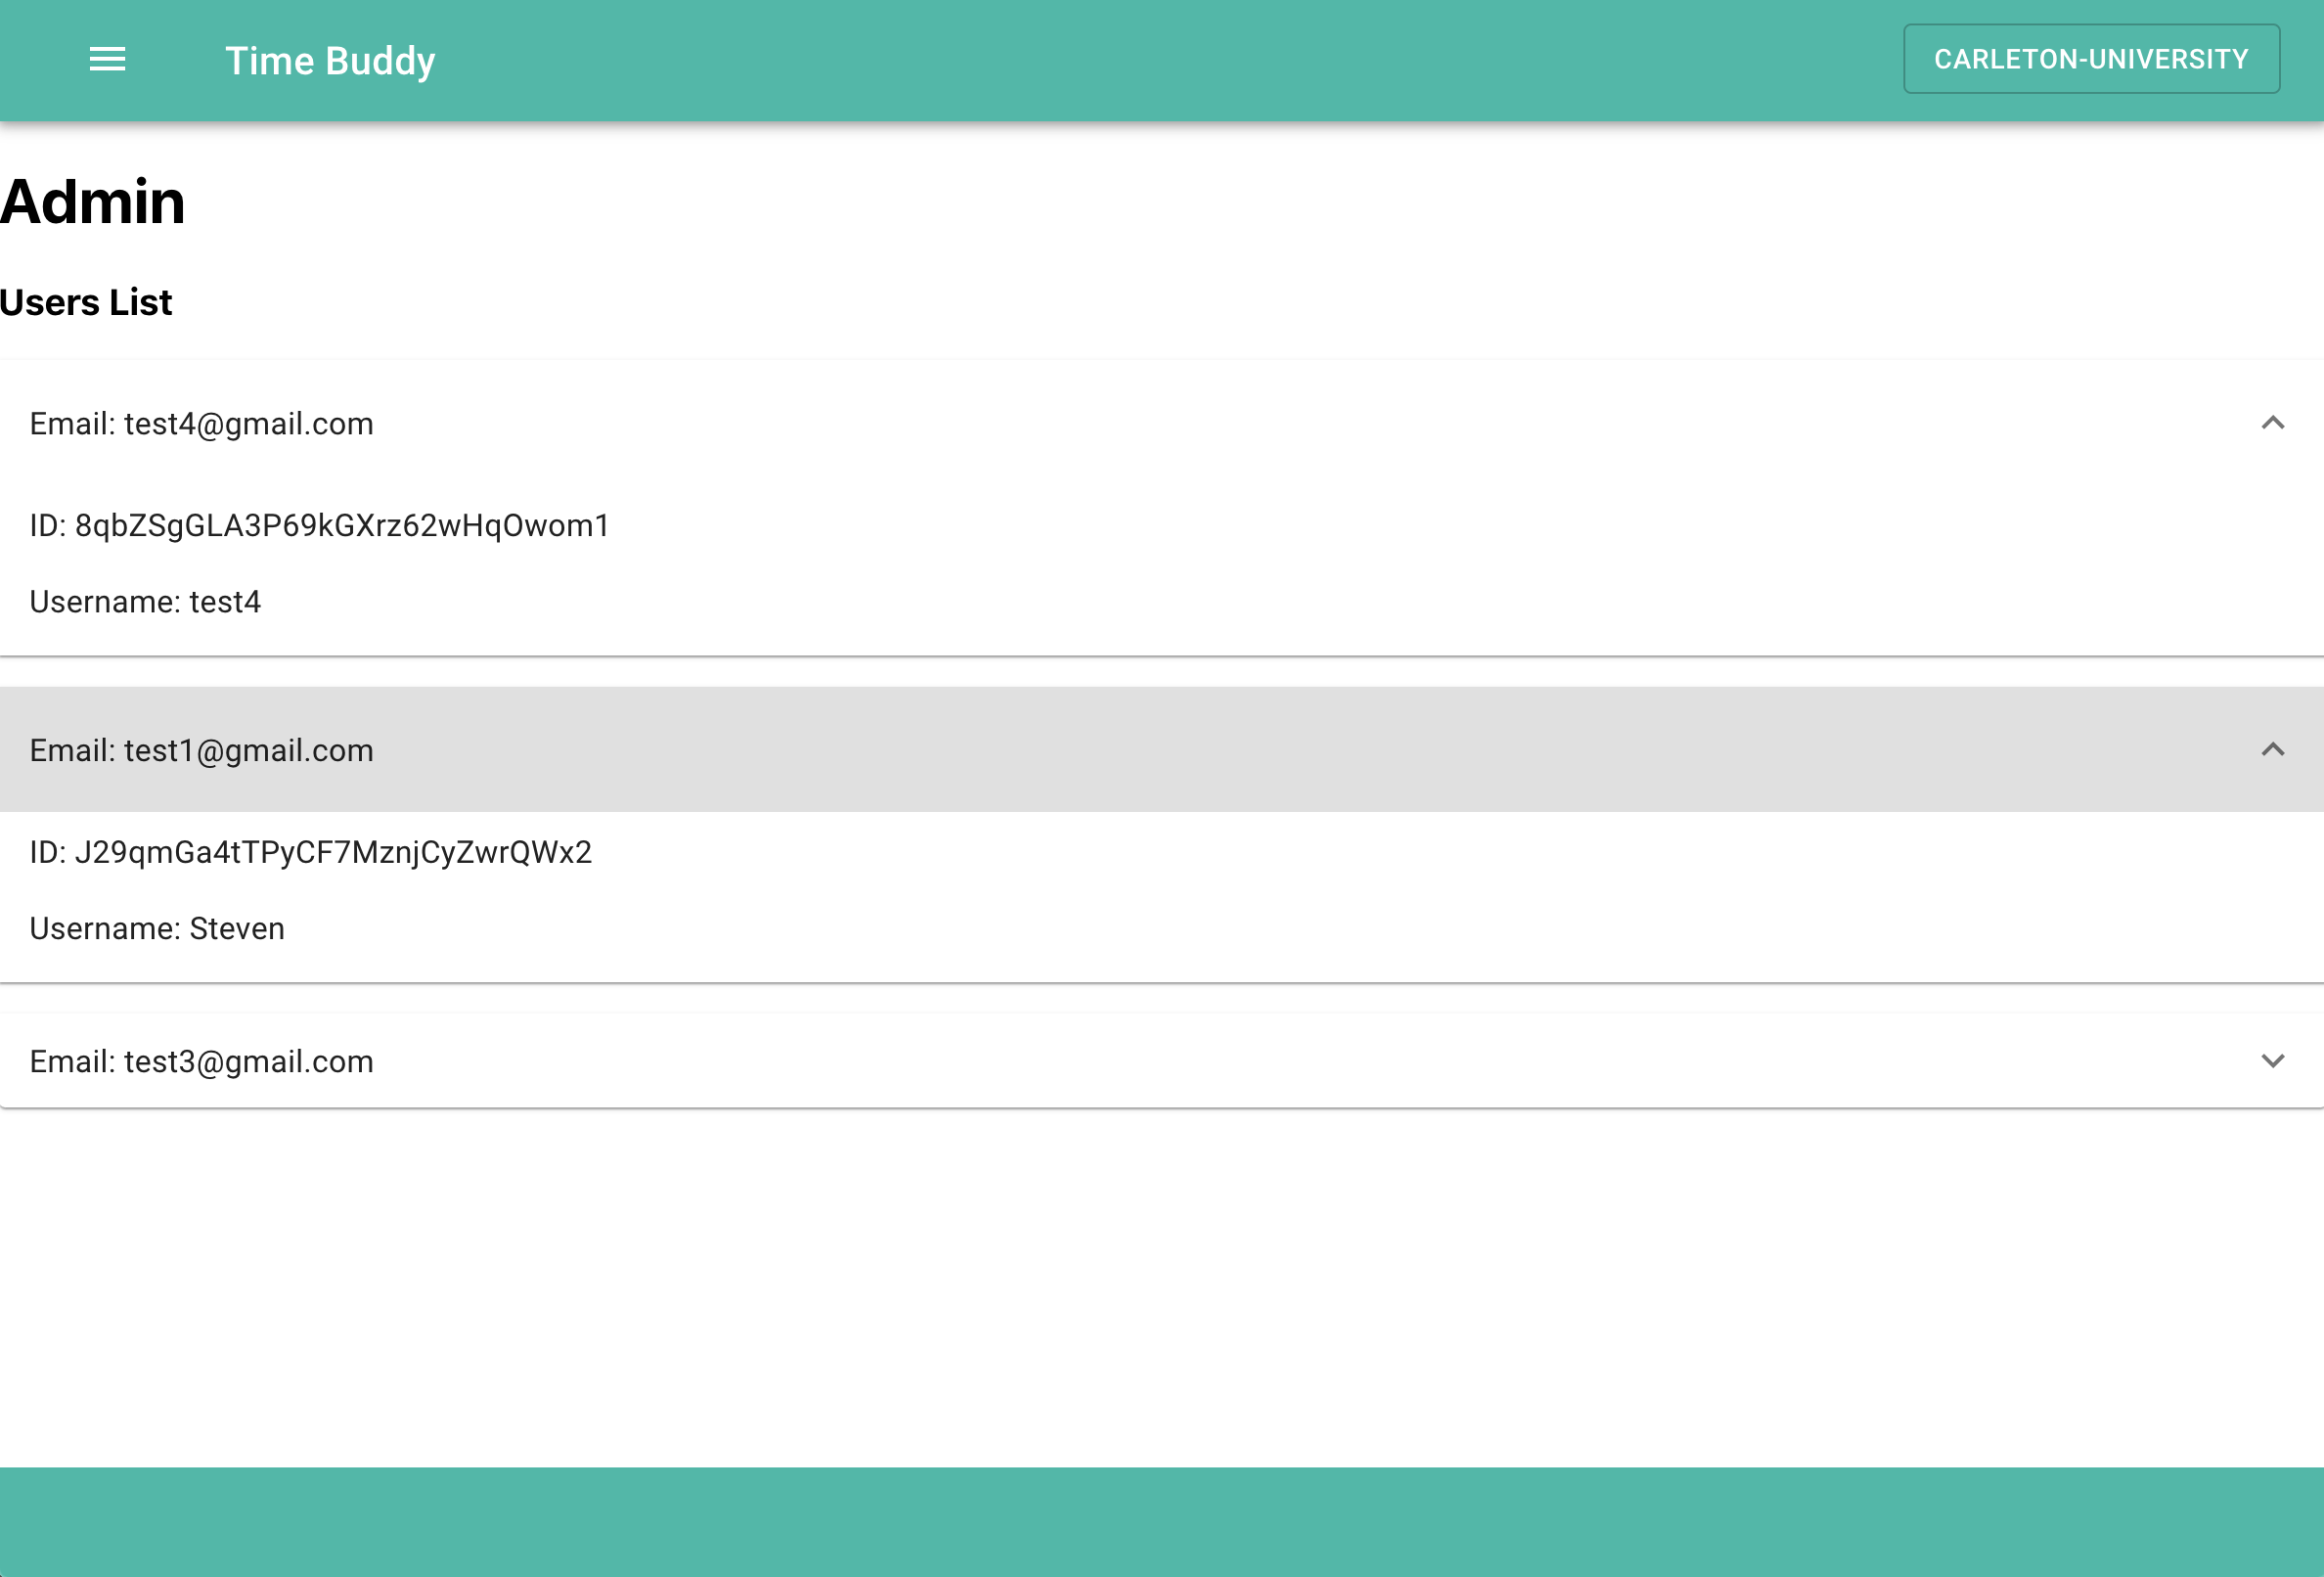 Time Buddy
CARLETON-UNIVERSITY
Admin
Users List
Email: test4@gmail.com
ID: 8qbZSgGLA3P69kGXrz62wHqOwom1
Username: test4
Email: test1@gmail.com
ID: J29qmGa4tTPyCF7MznjCyZwrQWx2
Username: Steven
Email: test3@gmail.com